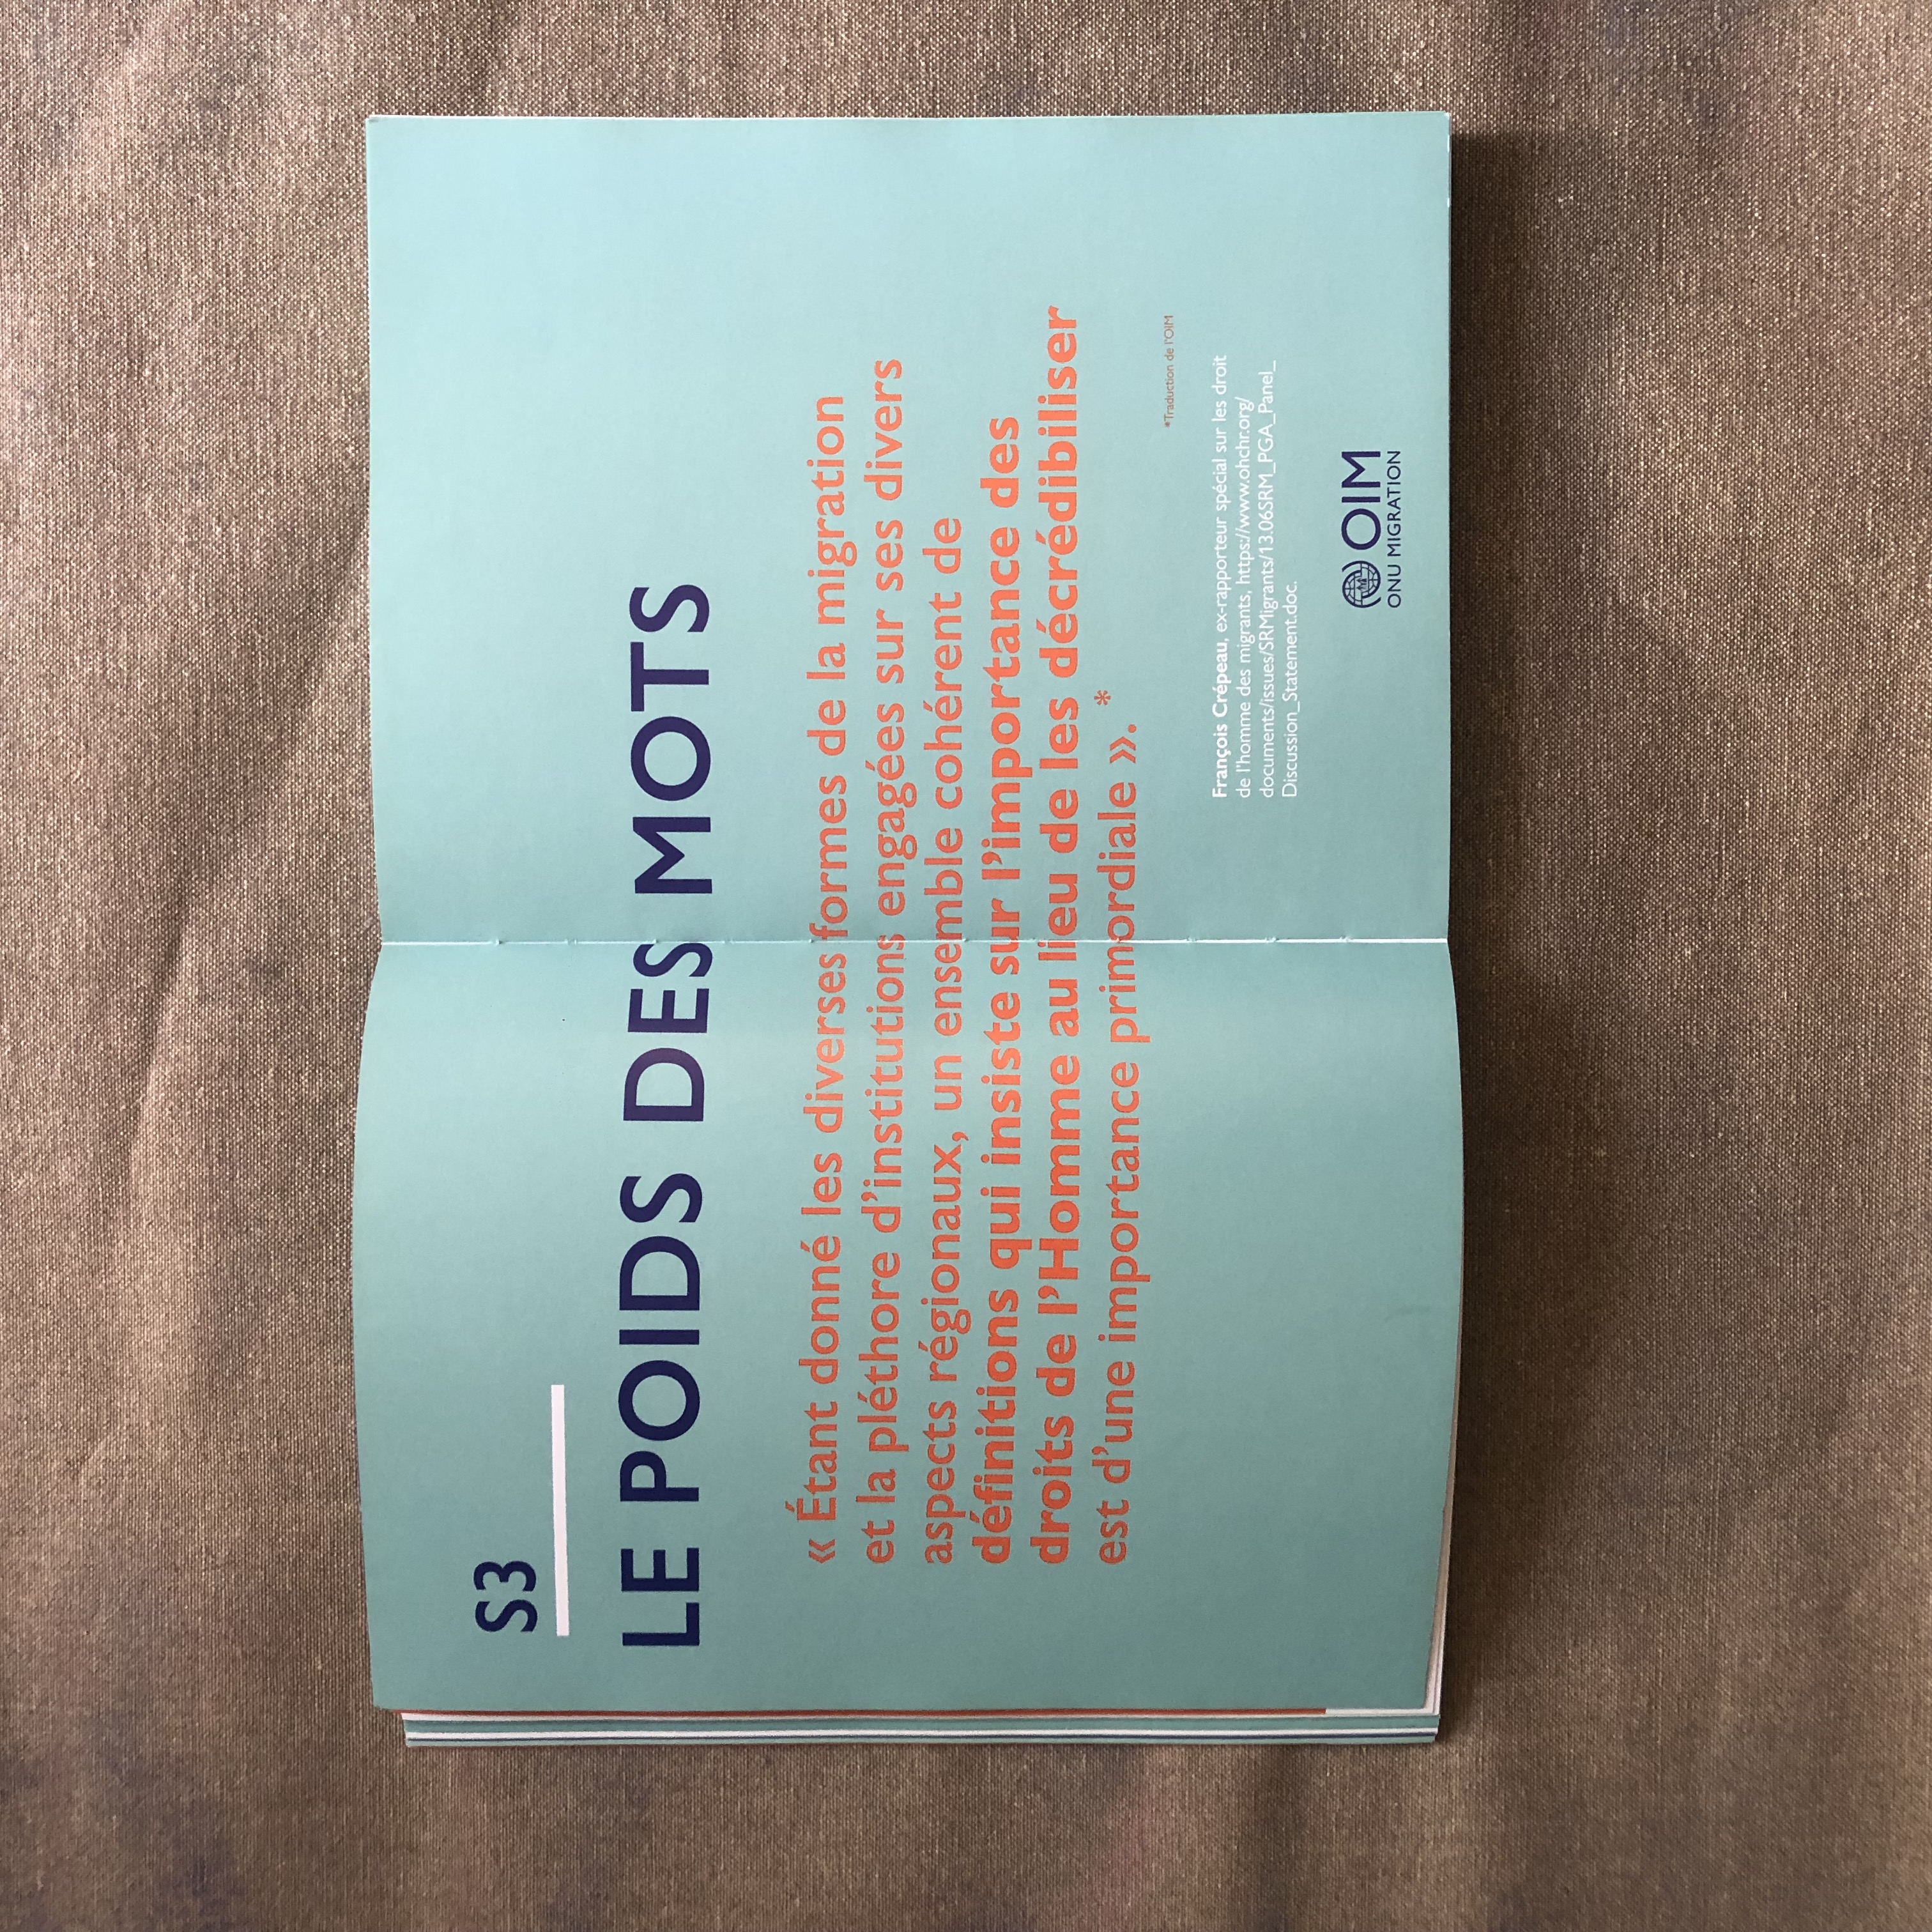 S3
LE POIDS DES MOTS
« Étant donné les diverses formes de la migration
et la pléthore d'institutions engagées sur ses divers
aspects régionaux, un ensemble cohérent de
définitions qui insiste sur l'importance des
droits de l'Homme au lieu de les décrédibiliser
est d'une importance primordiale ». *
*Traduction de l'OIM
François Crépeau, ex-rapporteur spécial sur les droit
de l'homme des migrants, https://www.ohchr.org/
documents/issues/SRMigrants/13.06SRM_PGA_Panel_
Discussion_Statement.doc.
OIM
ONU MIGRATION